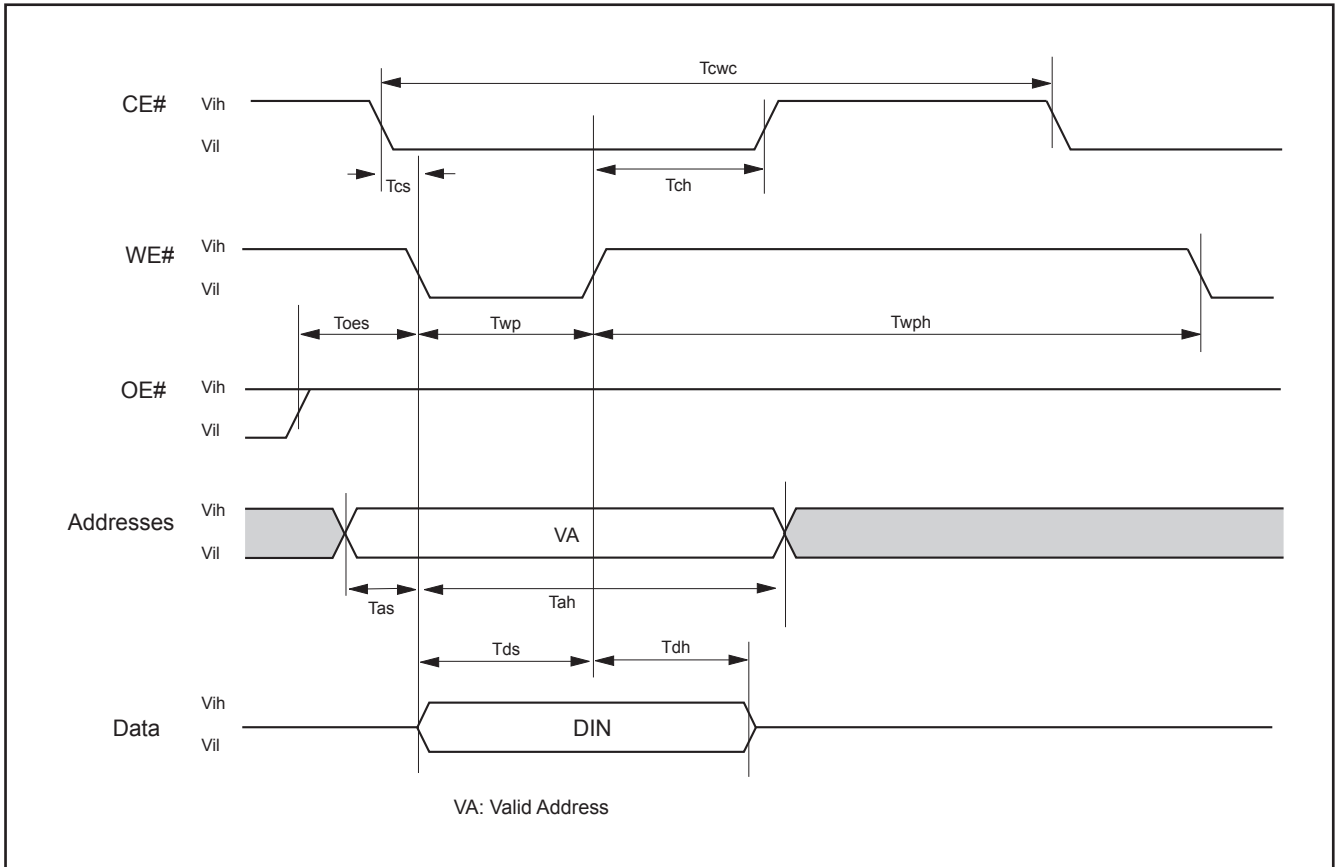 Tcwc
CE# Vih
Vil
Tcs
Tch
WE# Vih
Vil
Toes Twp Twph
OE# Vih
Vil
Addresses Vih
Vil
VA
Tas Tah
Tds Tdh
Data Vih
Vil
DIN
VA: Valid Address